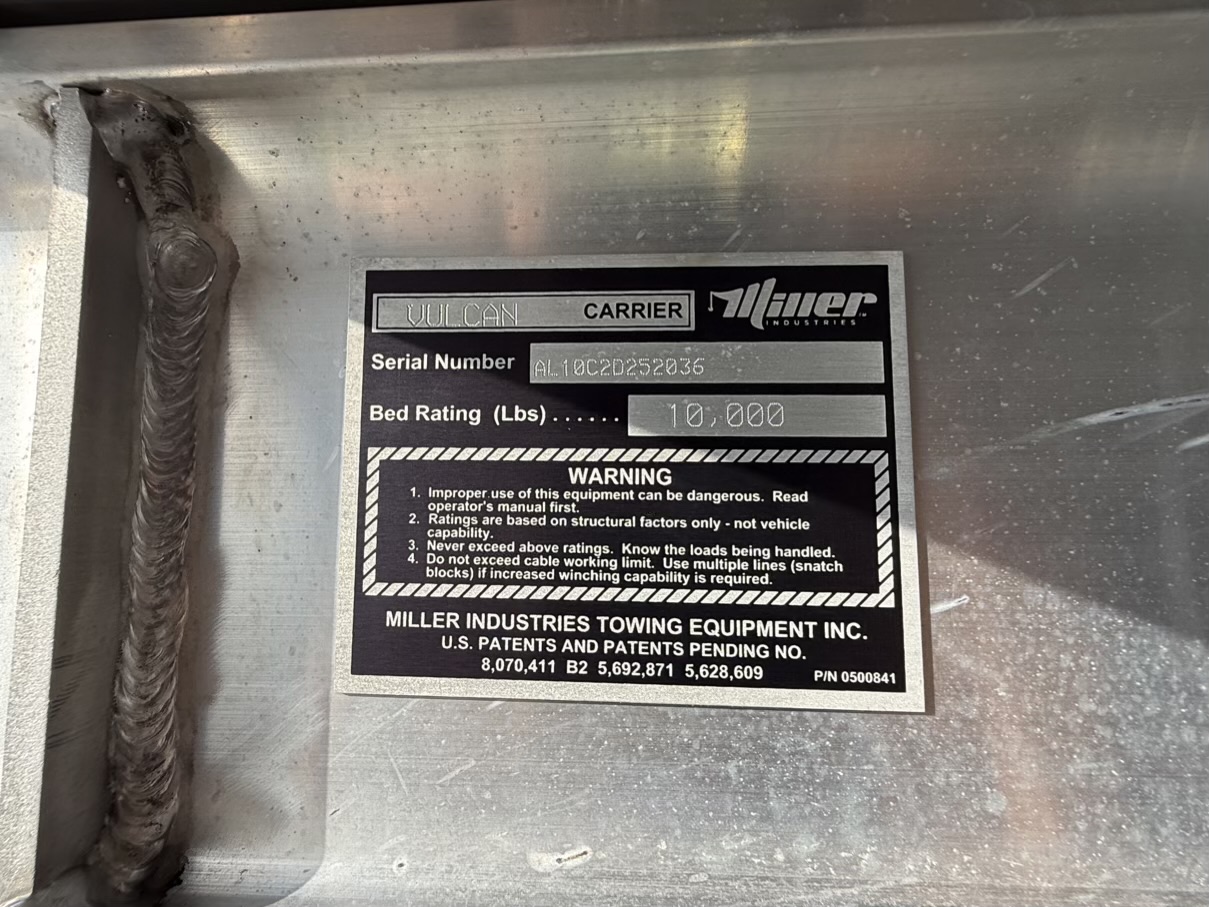 VULCAN CARRIER Miller INDUSTRIES
Serial Number AL10C2D252036
Bed Rating (Lbs) ...... 10,000
WARNING
1. Improper use of this equipment can be dangerous. Read
operator's manual first.
2. Ratings are based on structural factors only - not vehicle
capability.
3. Never exceed above ratings. Know the loads being handled.
4. Do not exceed cable working limit. Use multiple lines (snatch
blocks) if increased winching capability is required.
MILLER INDUSTRIES TOWING EQUIPMENT INC.
U.S. PATENTS AND PATENTS PENDING NO.
8,070,411 B2 5,692,871 5,628,609
P/N 0500841